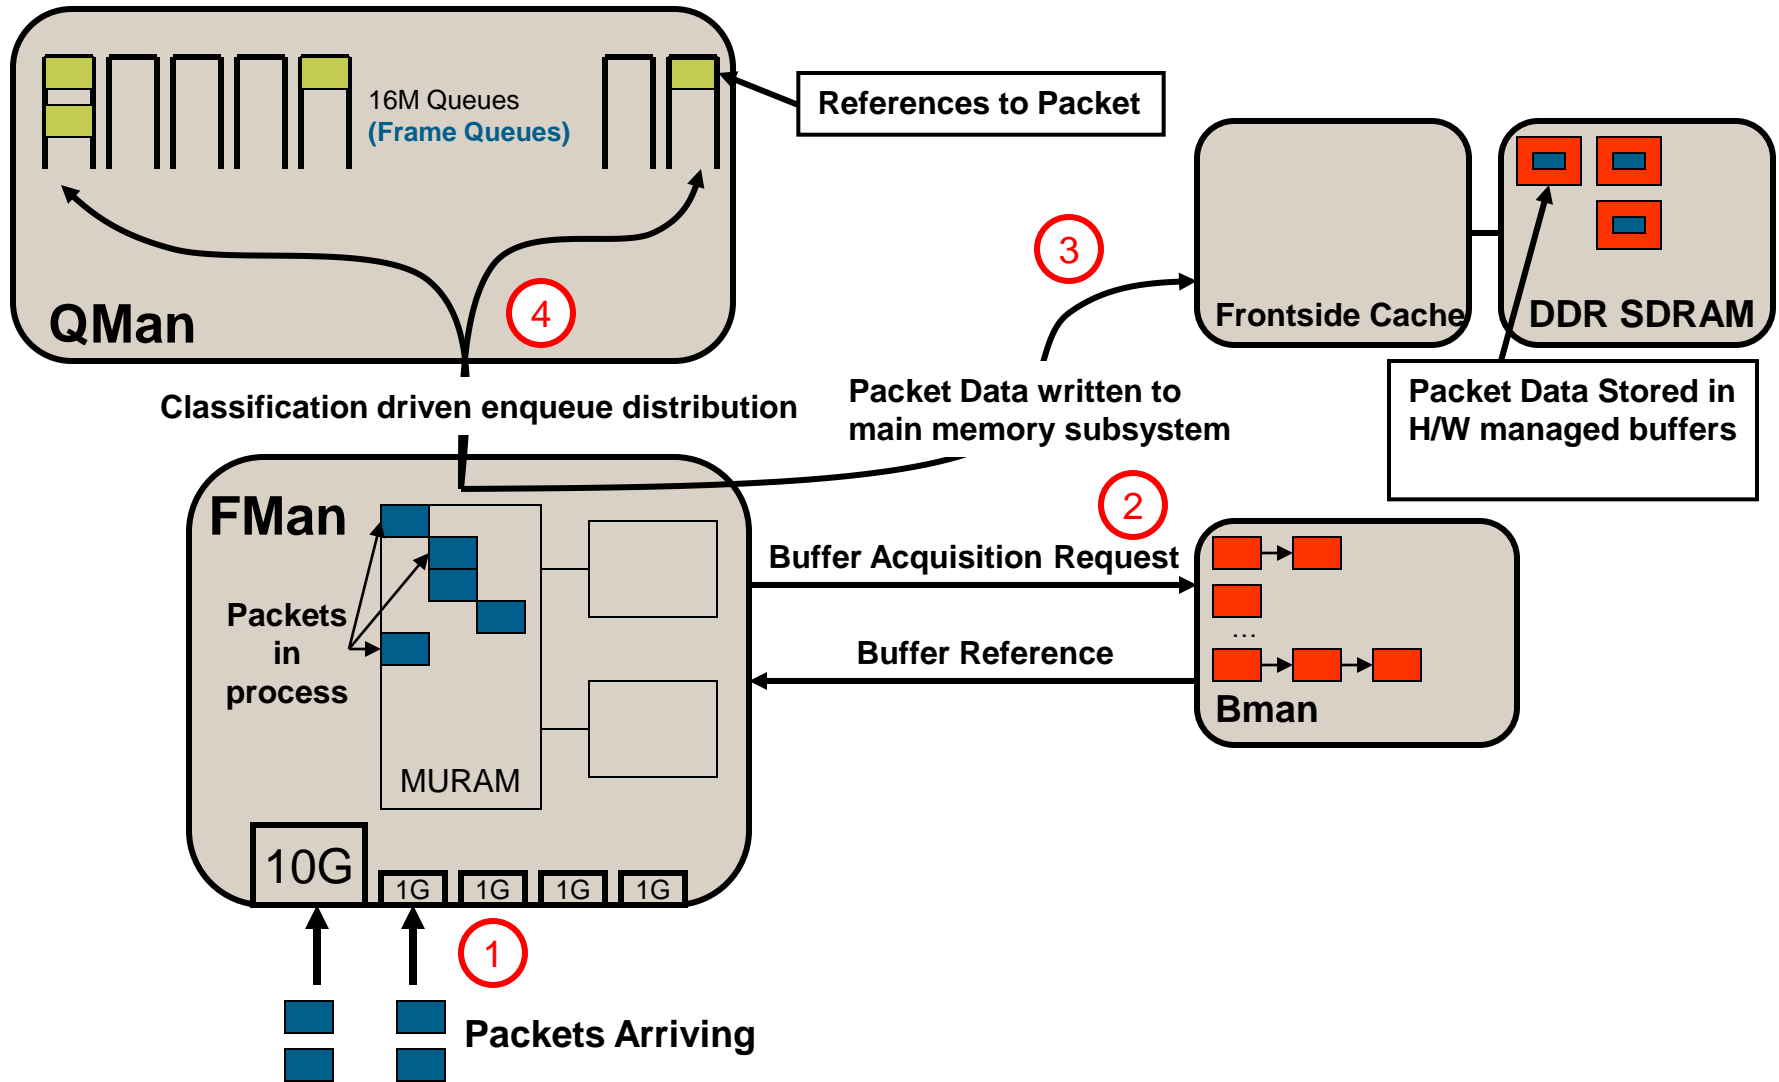 16M Queues
(Frame Queues)
References to Packet
QMan
4
3
Frontside Cache
DDR SDRAM
Classification driven enqueue distribution
Packet Data written to
main memory subsystem
Packet Data Stored in
H/W managed buffers
FMan
2
Buffer Acquisition Request
Packets
in
process
Buffer Reference
...
Bman
MURAM
10G
1G
1G
1G
1G
1
Packets Arriving